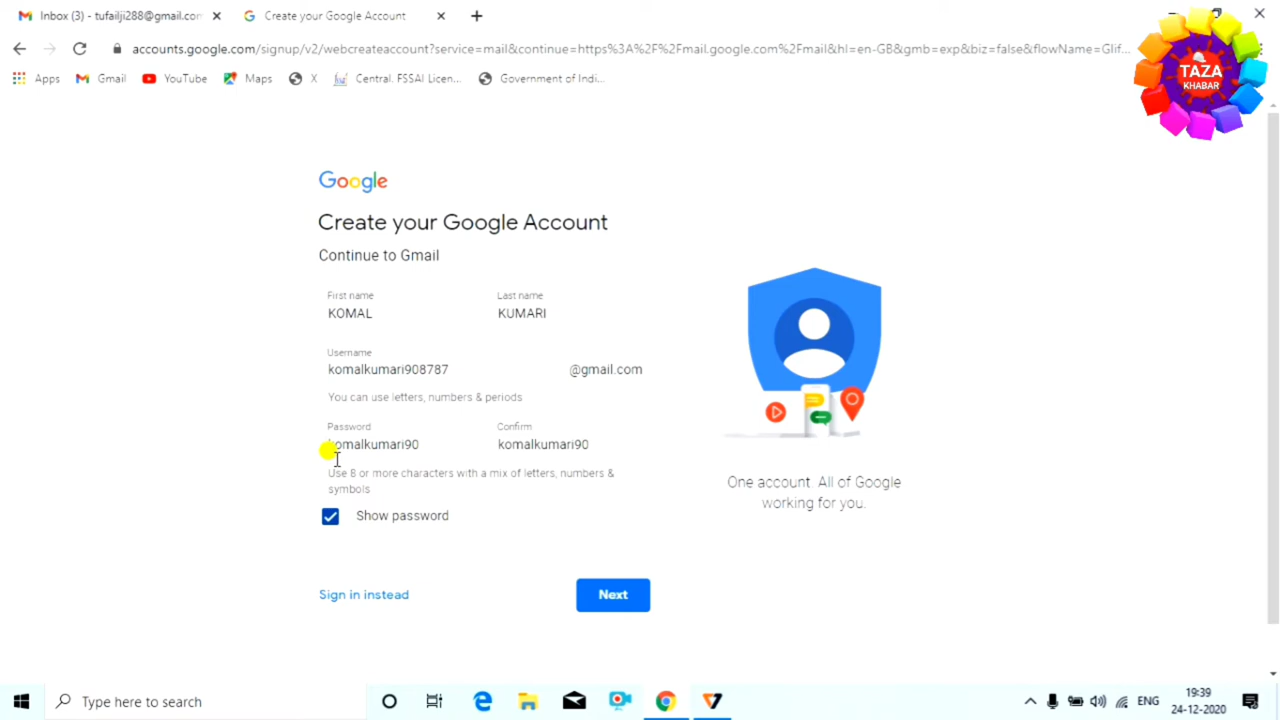 Inbox (3) - tufailji288@gmail.com
Create your Google Account
accounts.google.com/signup/v2/webcreateaccount?service=mail&continue=https%3A%2F%2Fmail.google.com%2Fmail&hl=en-GB&gmb=exp&biz=false&flowName=Glif...
Apps
Gmail
YouTube
Maps
X
Central. FSSAI Licen...
Government of Indi...
TAZA
KHABAR
Google
Create your Google Account
Continue to Gmail
First name
Last name
KOMAL
KUMARI
Username
komalkumari908787
@gmail.com
You can use letters, numbers & periods
Password
Confirm
komalkumari90
komalkumari90
Use 8 or more characters with a mix of letters, numbers &
symbols
Show password
Sign in instead
Next
One account. All of Google
working for you.
Type here to search
ENG
19:39
24-12-2020